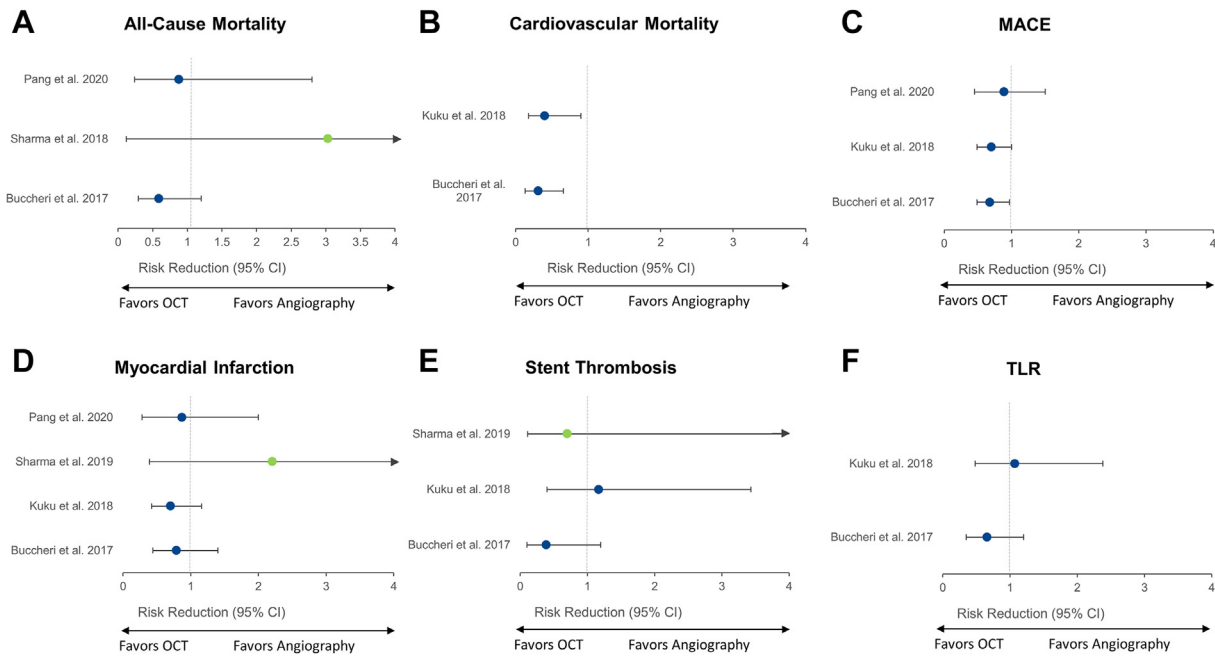 A
All-Cause Mortality
Pang et al. 2020
Sharma et al. 2018
Buccheri et al. 2017
0 0.5 1 1.5 2 2.5 3 3.5 4
Risk Reduction (95% CI)
Favors OCT Favors Angiography
B
Cardiovascular Mortality
Kuku et al. 2018
Buccheri et al.
2017
0 1 2 3 4
Risk Reduction (95% CI)
Favors OCT Favors Angiography
C
MACE
Pang et al. 2020
Kuku et al. 2018
Buccheri et al. 2017
0 1 2 3 4
Risk Reduction (95% CI)
Favors OCT Favors Angiography
D
Myocardial Infarction
Pang et al. 2020
Sharma et al. 2019
Kuku et al. 2018
Buccheri et al. 2017
0 1 2 3 4
Risk Reduction (95% CI)
Favors OCT Favors Angiography
E
Stent Thrombosis
Sharma et al. 2019
Kuku et al. 2018
Buccheri et al. 2017
0 1 2 3 4
Risk Reduction (95% CI)
Favors OCT Favors Angiography
F
TLR
Kuku et al. 2018
Buccheri et al. 2017
0 1 2 3 4
Risk Reduction (95% CI)
Favors OCT Favors Angiography